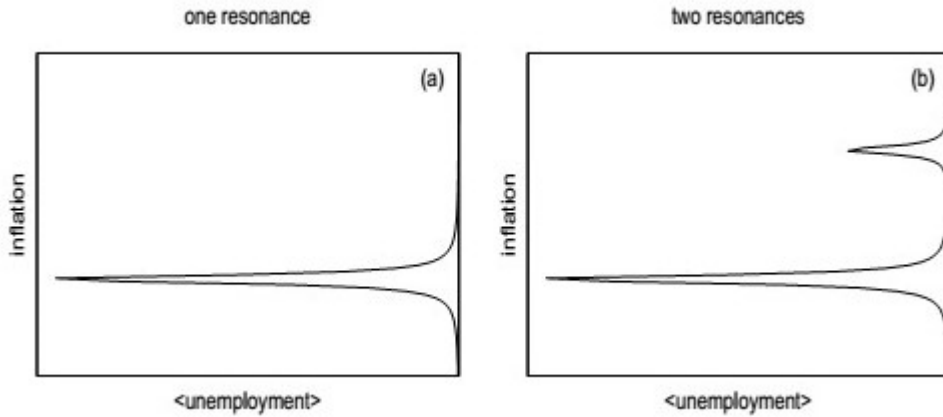 one resonance
two resonances
(a)
(b)
inflation
inflation
<unemployment>
<unemployment>